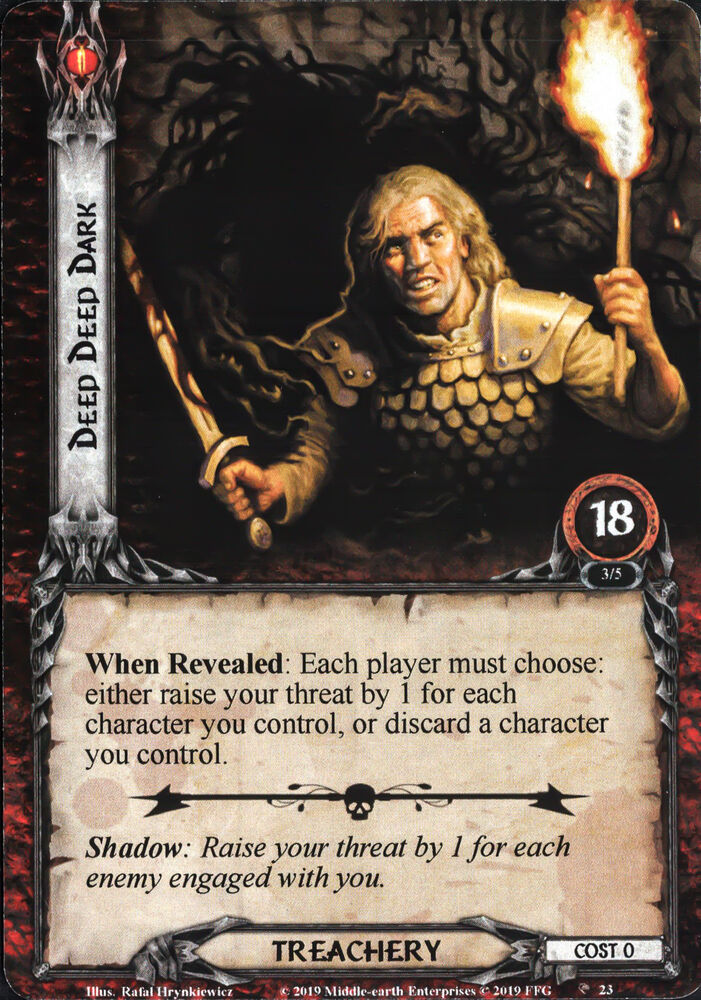 Deep Deep Dark
18
3/5
When Revealed: Each player must choose:
either raise your threat by 1 for each
character you control, or discard a character
you control.
Shadow: Raise your threat by 1 for each
enemy engaged with you.
TREACHERY
COST 0
Illus. Rafał Hrynkiewicz © 2019 Middle-earth Enterprises © 2019 FFG 23